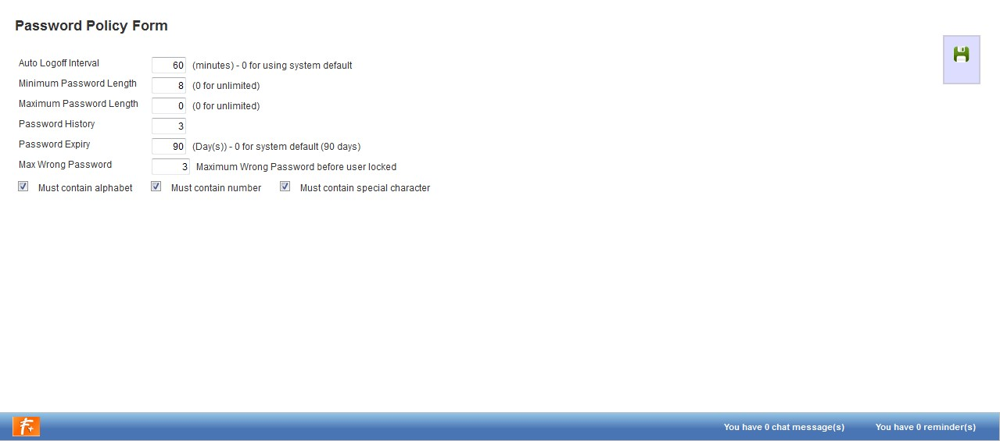 Password Policy Form
Auto Logoff Interval 60 (minutes) - 0 for using system default
Minimum Password Length 8 (0 for unlimited)
Maximum Password Length 0 (0 for unlimited)
Password History 3
Password Expiry 90 (Day(s)) - 0 for system default (90 days)
Max Wrong Password 3 Maximum Wrong Password before user locked
Must contain alphabet Must contain number Must contain special character
You have 0 chat message(s) You have 0 reminder(s)